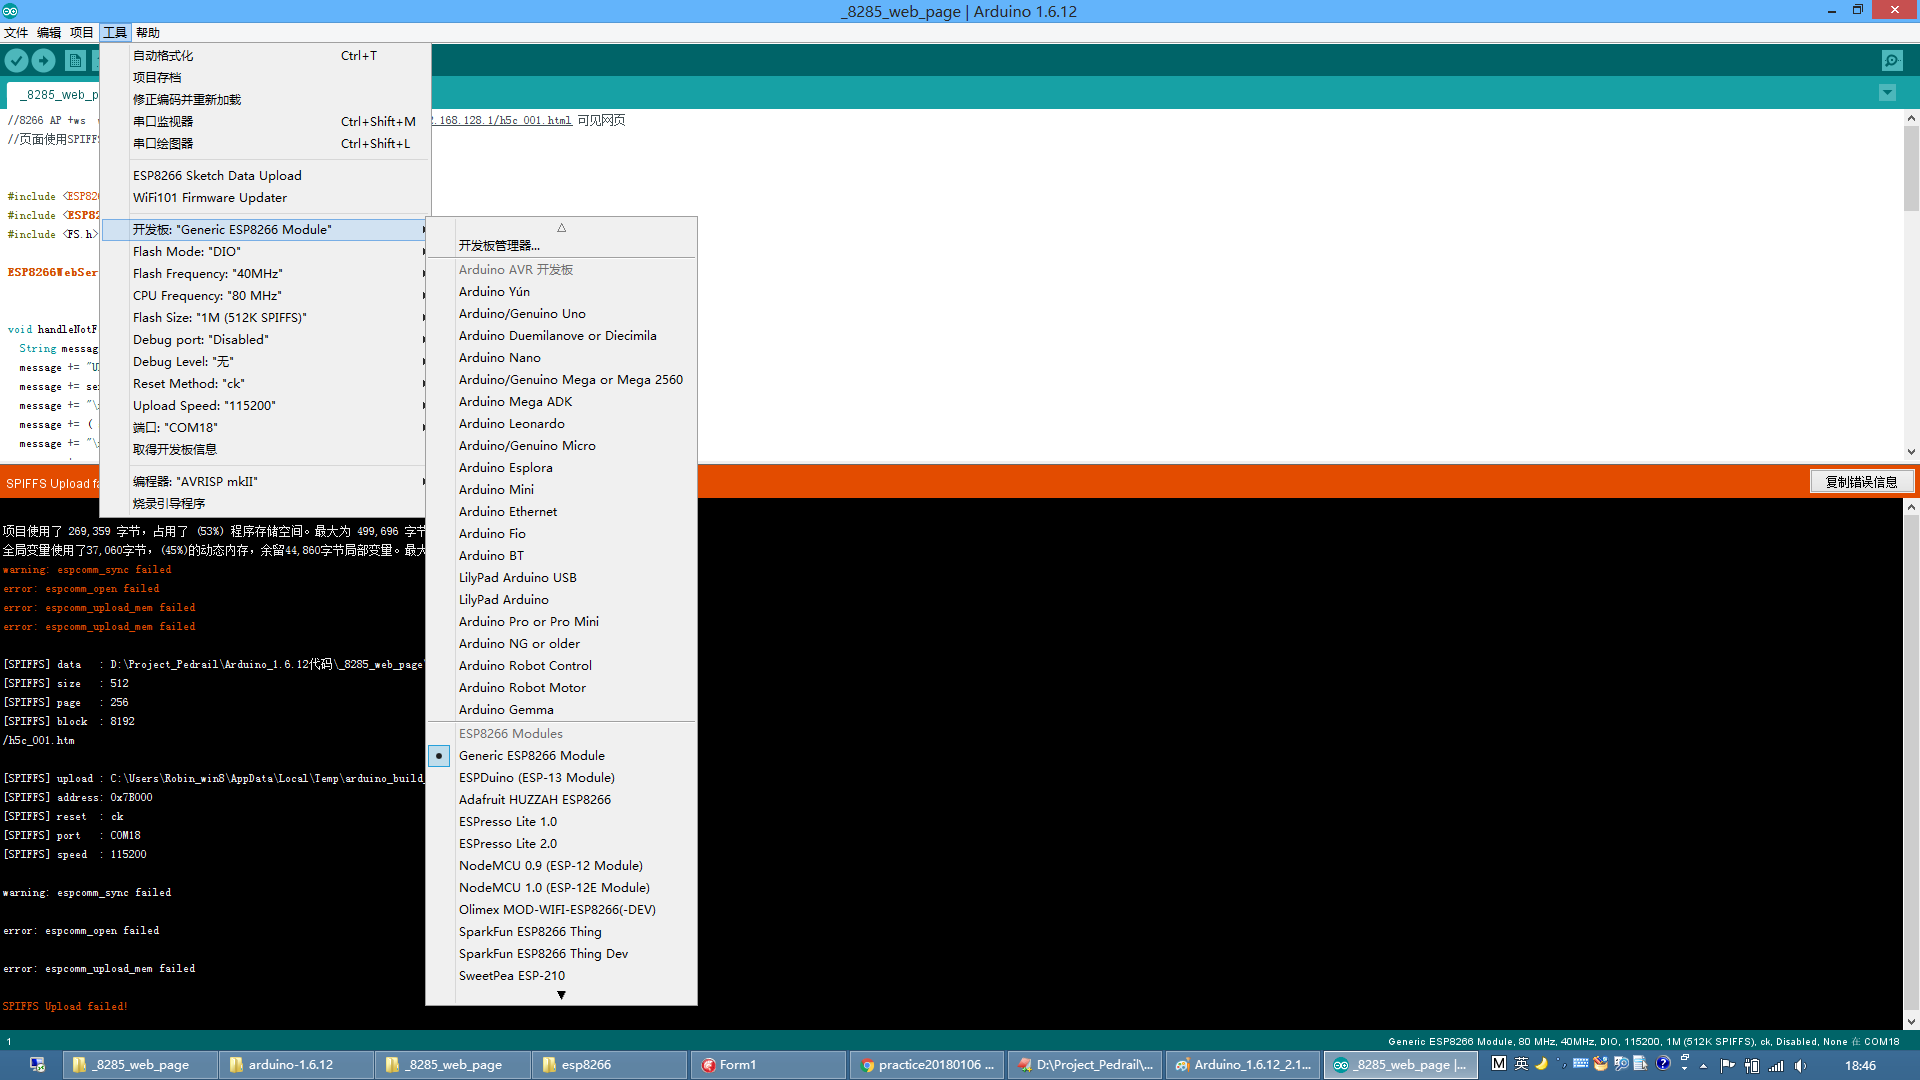 _8285_web_page | Arduino 1.6.12
文件 编辑 项目 工具 帮助
_8285_web_p
自动格式化 Ctrl+T
项目存档
修正编码并重新加载
串口监视器 Ctrl+Shift+M
串口绘图器 Ctrl+Shift+L
ESP8266 Sketch Data Upload
WiFi101 Firmware Updater
开发板: "Generic ESP8266 Module"
Flash Mode: "DIO"
Flash Frequency: "40MHz"
CPU Frequency: "80 MHz"
Flash Size: "1M (512K SPIFFS)"
Debug port: "Disabled"
Debug Level: "无"
Reset Method: "ck"
Upload Speed: "115200"
端口: "COM18"
取得开发板信息
编程器: "AVRISP mkII"
烧录引导程序
开发板管理器...
Arduino AVR 开发板
Arduino Yún
Arduino/Genuino Uno
Arduino Duemilanove or Diecimila
Arduino Nano
Arduino/Genuino Mega or Mega 2560
Arduino Mega ADK
Arduino Leonardo
Arduino/Genuino Micro
Arduino Esplora
Arduino Mini
Arduino Ethernet
Arduino Fio
Arduino BT
LilyPad Arduino USB
LilyPad Arduino
Arduino Pro or Pro Mini
Arduino NG or older
Arduino Robot Control
Arduino Robot Motor
Arduino Gemma
ESP8266 Modules
Generic ESP8266 Module
ESPDuino (ESP-13 Module)
Adafruit HUZZAH ESP8266
ESPresso Lite 1.0
ESPresso Lite 2.0
NodeMCU 0.9 (ESP-12 Module)
NodeMCU 1.0 (ESP-12E Module)
Olimex MOD-WIFI-ESP8266(-DEV)
SparkFun ESP8266 Thing
SparkFun ESP8266 Thing Dev
SweetPea ESP-210
//8266 AP +ws 2.168.128.1/h5c_001.html 可见网页
//页面使用SPIFFS
#include <ESP826
#include <ESP82
#include <FS.h>
ESP8266WebSer
void handleNotF
String messag
message += "U
message += se
message += "\
message += (
message += "\
SPIFFS Upload fa
复制错误信息
项目使用了 269,359 字节，占用了 (53%) 程序存储空间。最大为 499,696 字节
全局变量使用了37,060字节，(45%)的动态内存，余留44,860字节局部变量。最大
warning: espcomm_sync failed
error: espcomm_open failed
error: espcomm_upload_mem failed
error: espcomm_upload_mem failed
[SPIFFS] data : D:\Project_Pedrail\Arduino_1.6.12代码\_8285_web_page
[SPIFFS] size : 512
[SPIFFS] page : 256
[SPIFFS] block : 8192
/h5c_001.htm
[SPIFFS] upload : C:\Users\Robin_win8\AppData\Local\Temp\arduino_build_
[SPIFFS] address: 0x7B000
[SPIFFS] reset : ck
[SPIFFS] port : COM18
[SPIFFS] speed : 115200
warning: espcomm_sync failed
error: espcomm_open failed
error: espcomm_upload_mem failed
SPIFFS Upload failed!
1
Generic ESP8266 Module, 80 MHz, 40MHz, DIO, 115200, 1M (512K SPIFFS), ck, Disabled, None 在 COM18
_8285_web_page arduino-1.6.12 _8285_web_page esp8266 Form1 practice20180106 ... D:\Project_Pedrail\... Arduino_1.6.12_2.1... _8285_web_page |... M 英 18:46